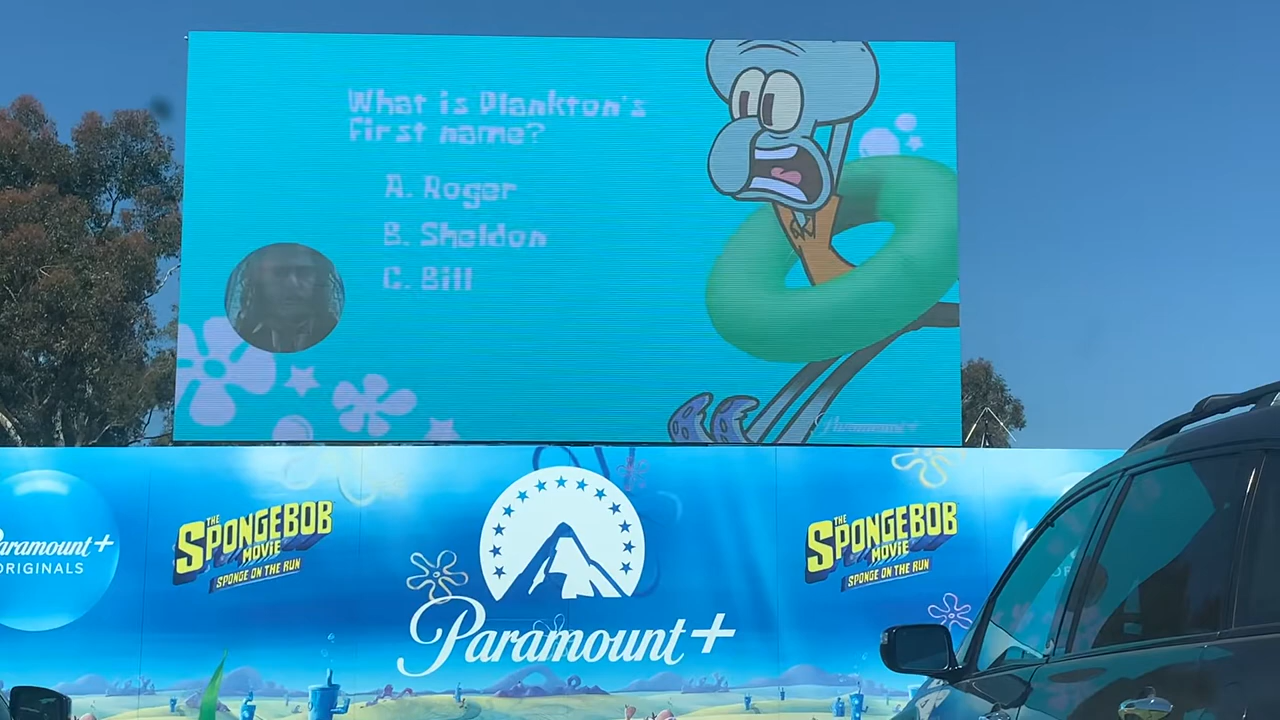 What is Plankton's
first name?
A. Roger
B. Sheldon
C. Bill
Paramount+
Paramount+
ORIGINALS
THE
SPONGEBOB
MOVIE
SPONGE ON THE RUN
Paramount+
THE
SPONGEBOB
MOVIE
SPONGE ON THE RUN